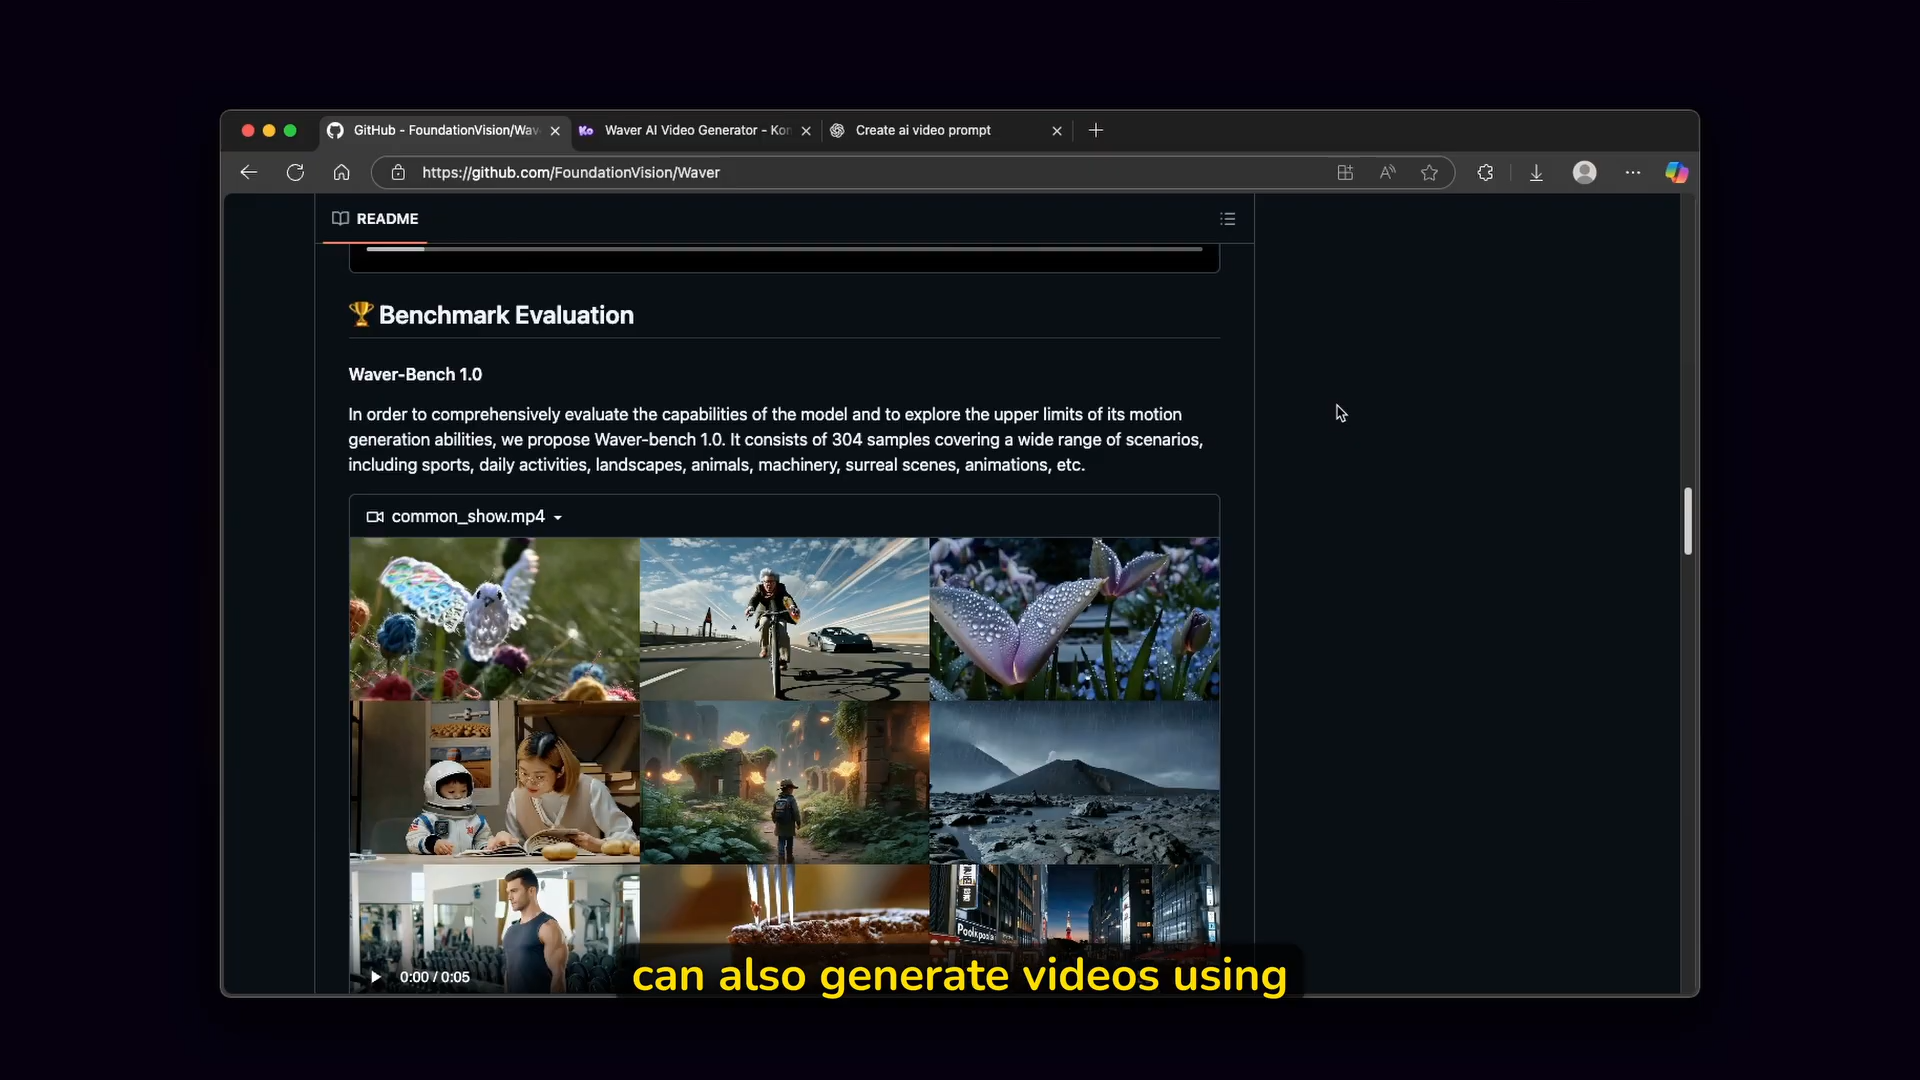 GitHub - FoundationVision/Wav
Waver AI Video Generator - Kor
Create ai video prompt
https://github.com/FoundationVision/Waver
README
🏆 Benchmark Evaluation
Waver-Bench 1.0
In order to comprehensively evaluate the capabilities of the model and to explore the upper limits of its motion
generation abilities, we propose Waver-bench 1.0. It consists of 304 samples covering a wide range of scenarios,
including sports, daily activities, landscapes, animals, machinery, surreal scenes, animations, etc.
common_show.mp4
0:00 / 0:05
can also generate videos using